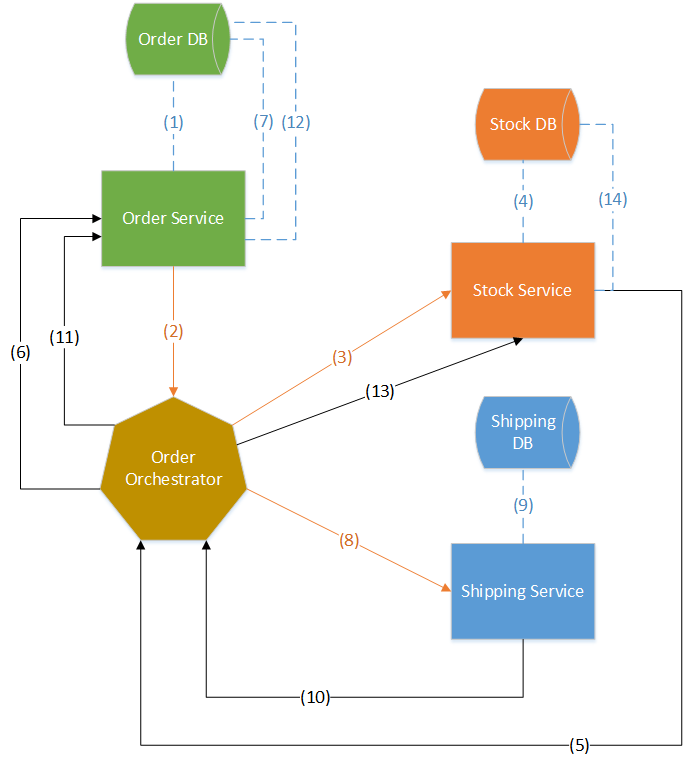 Order DB
(1)
(7)
(12)
Stock DB
(4)
(14)
Order Service
Stock Service
(2)
(11)
(6)
(3)
(13)
Shipping
DB
Order
Orchestrator
(9)
(8)
Shipping Service
(10)
(5)